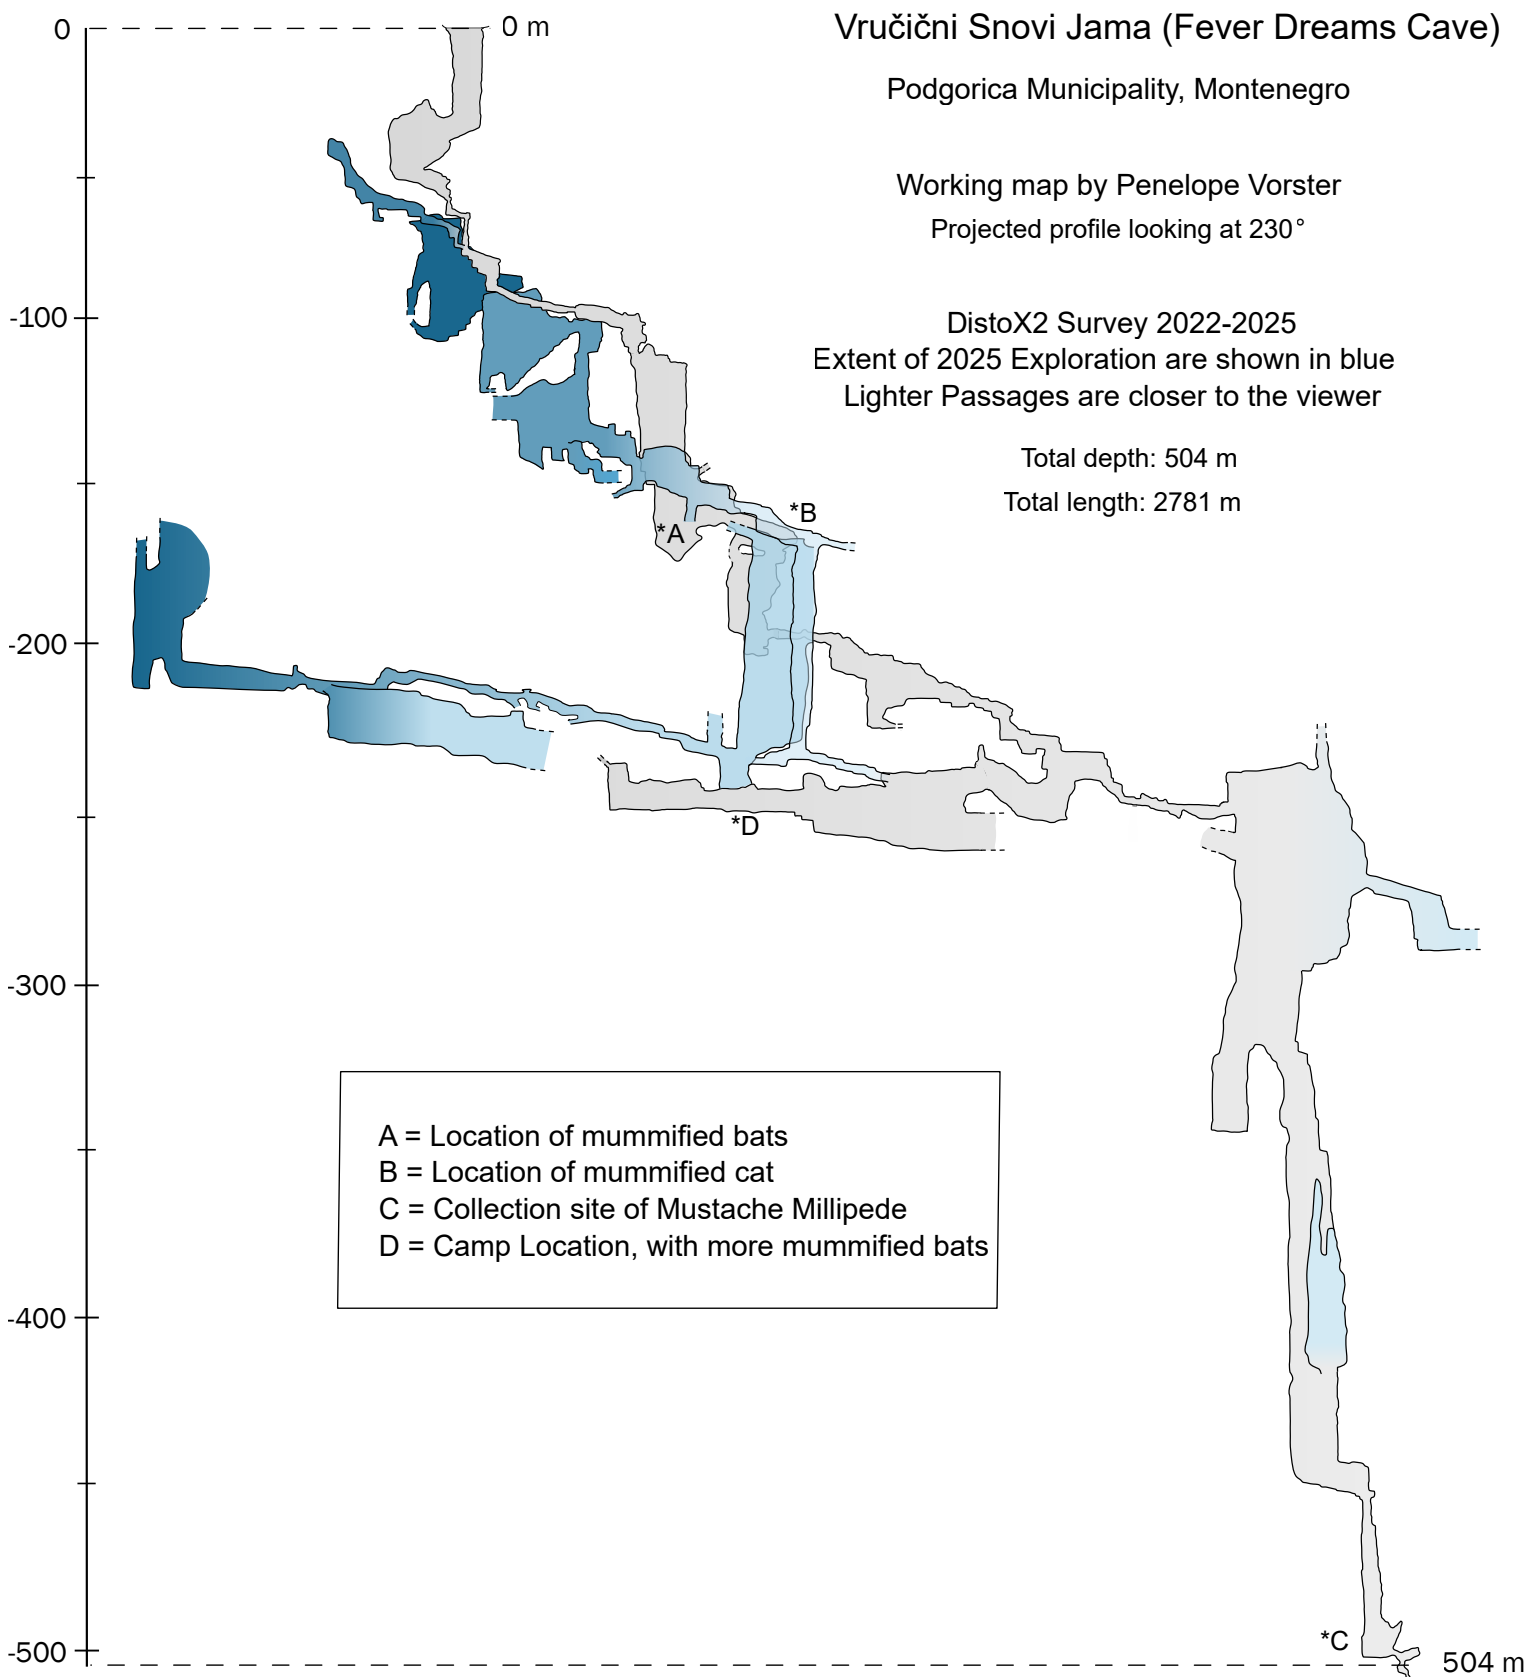 0
0 m
Vručični Snovi Jama (Fever Dreams Cave)
Podgorica Municipality, Montenegro
Working map by Penelope Vorster
Projected profile looking at 230°
-100
DistoX2 Survey 2022-2025
Extent of 2025 Exploration are shown in blue
Lighter Passages are closer to the viewer
Total depth: 504 m
Total length: 2781 m
*B
*A
-200
*D
-300
A = Location of mummified bats
B = Location of mummified cat
C = Collection site of Mustache Millipede
D = Camp Location, with more mummified bats
-400
*C
-500
504 m